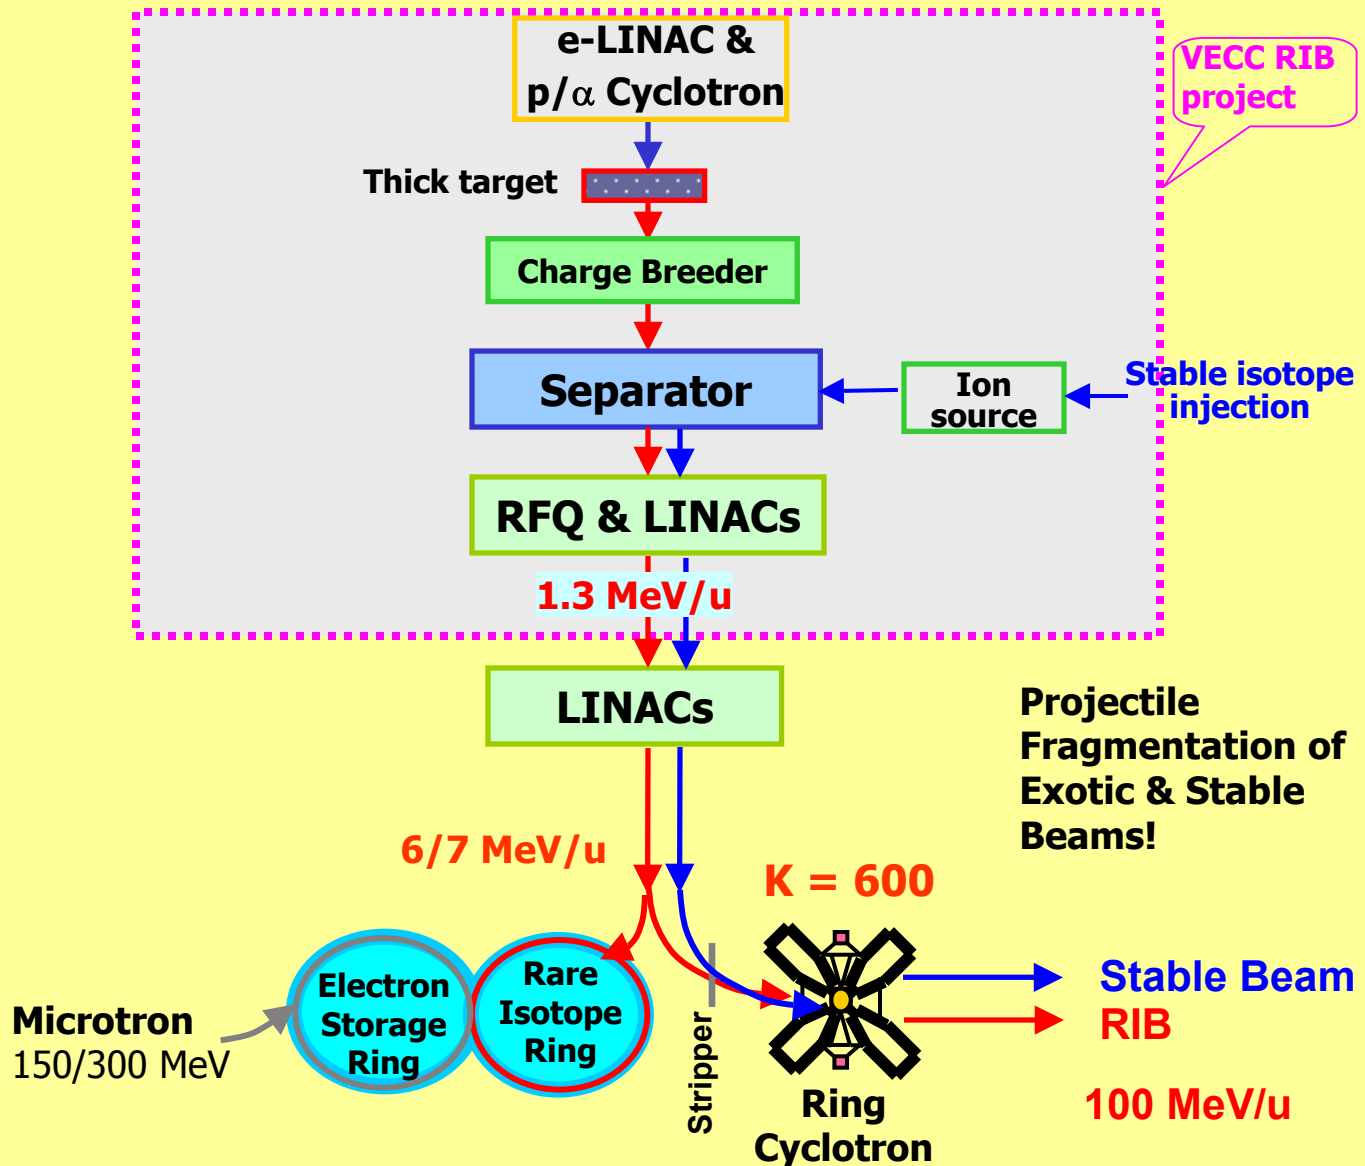 e-LINAC &
p/α Cyclotron
VECC RIB
project
Thick target
Charge Breeder
Separator
Ion
source
Stable isotope
injection
RFQ & LINACs
1.3 MeV/u
LINACs
Projectile
Fragmentation of
Exotic & Stable
Beams!
6/7 MeV/u
K = 600
Electron
Storage
Ring
Rare
Isotope
Ring
Microtron
150/300 MeV
Stripper
Ring
Cyclotron
Stable Beam
RIB
100 MeV/u